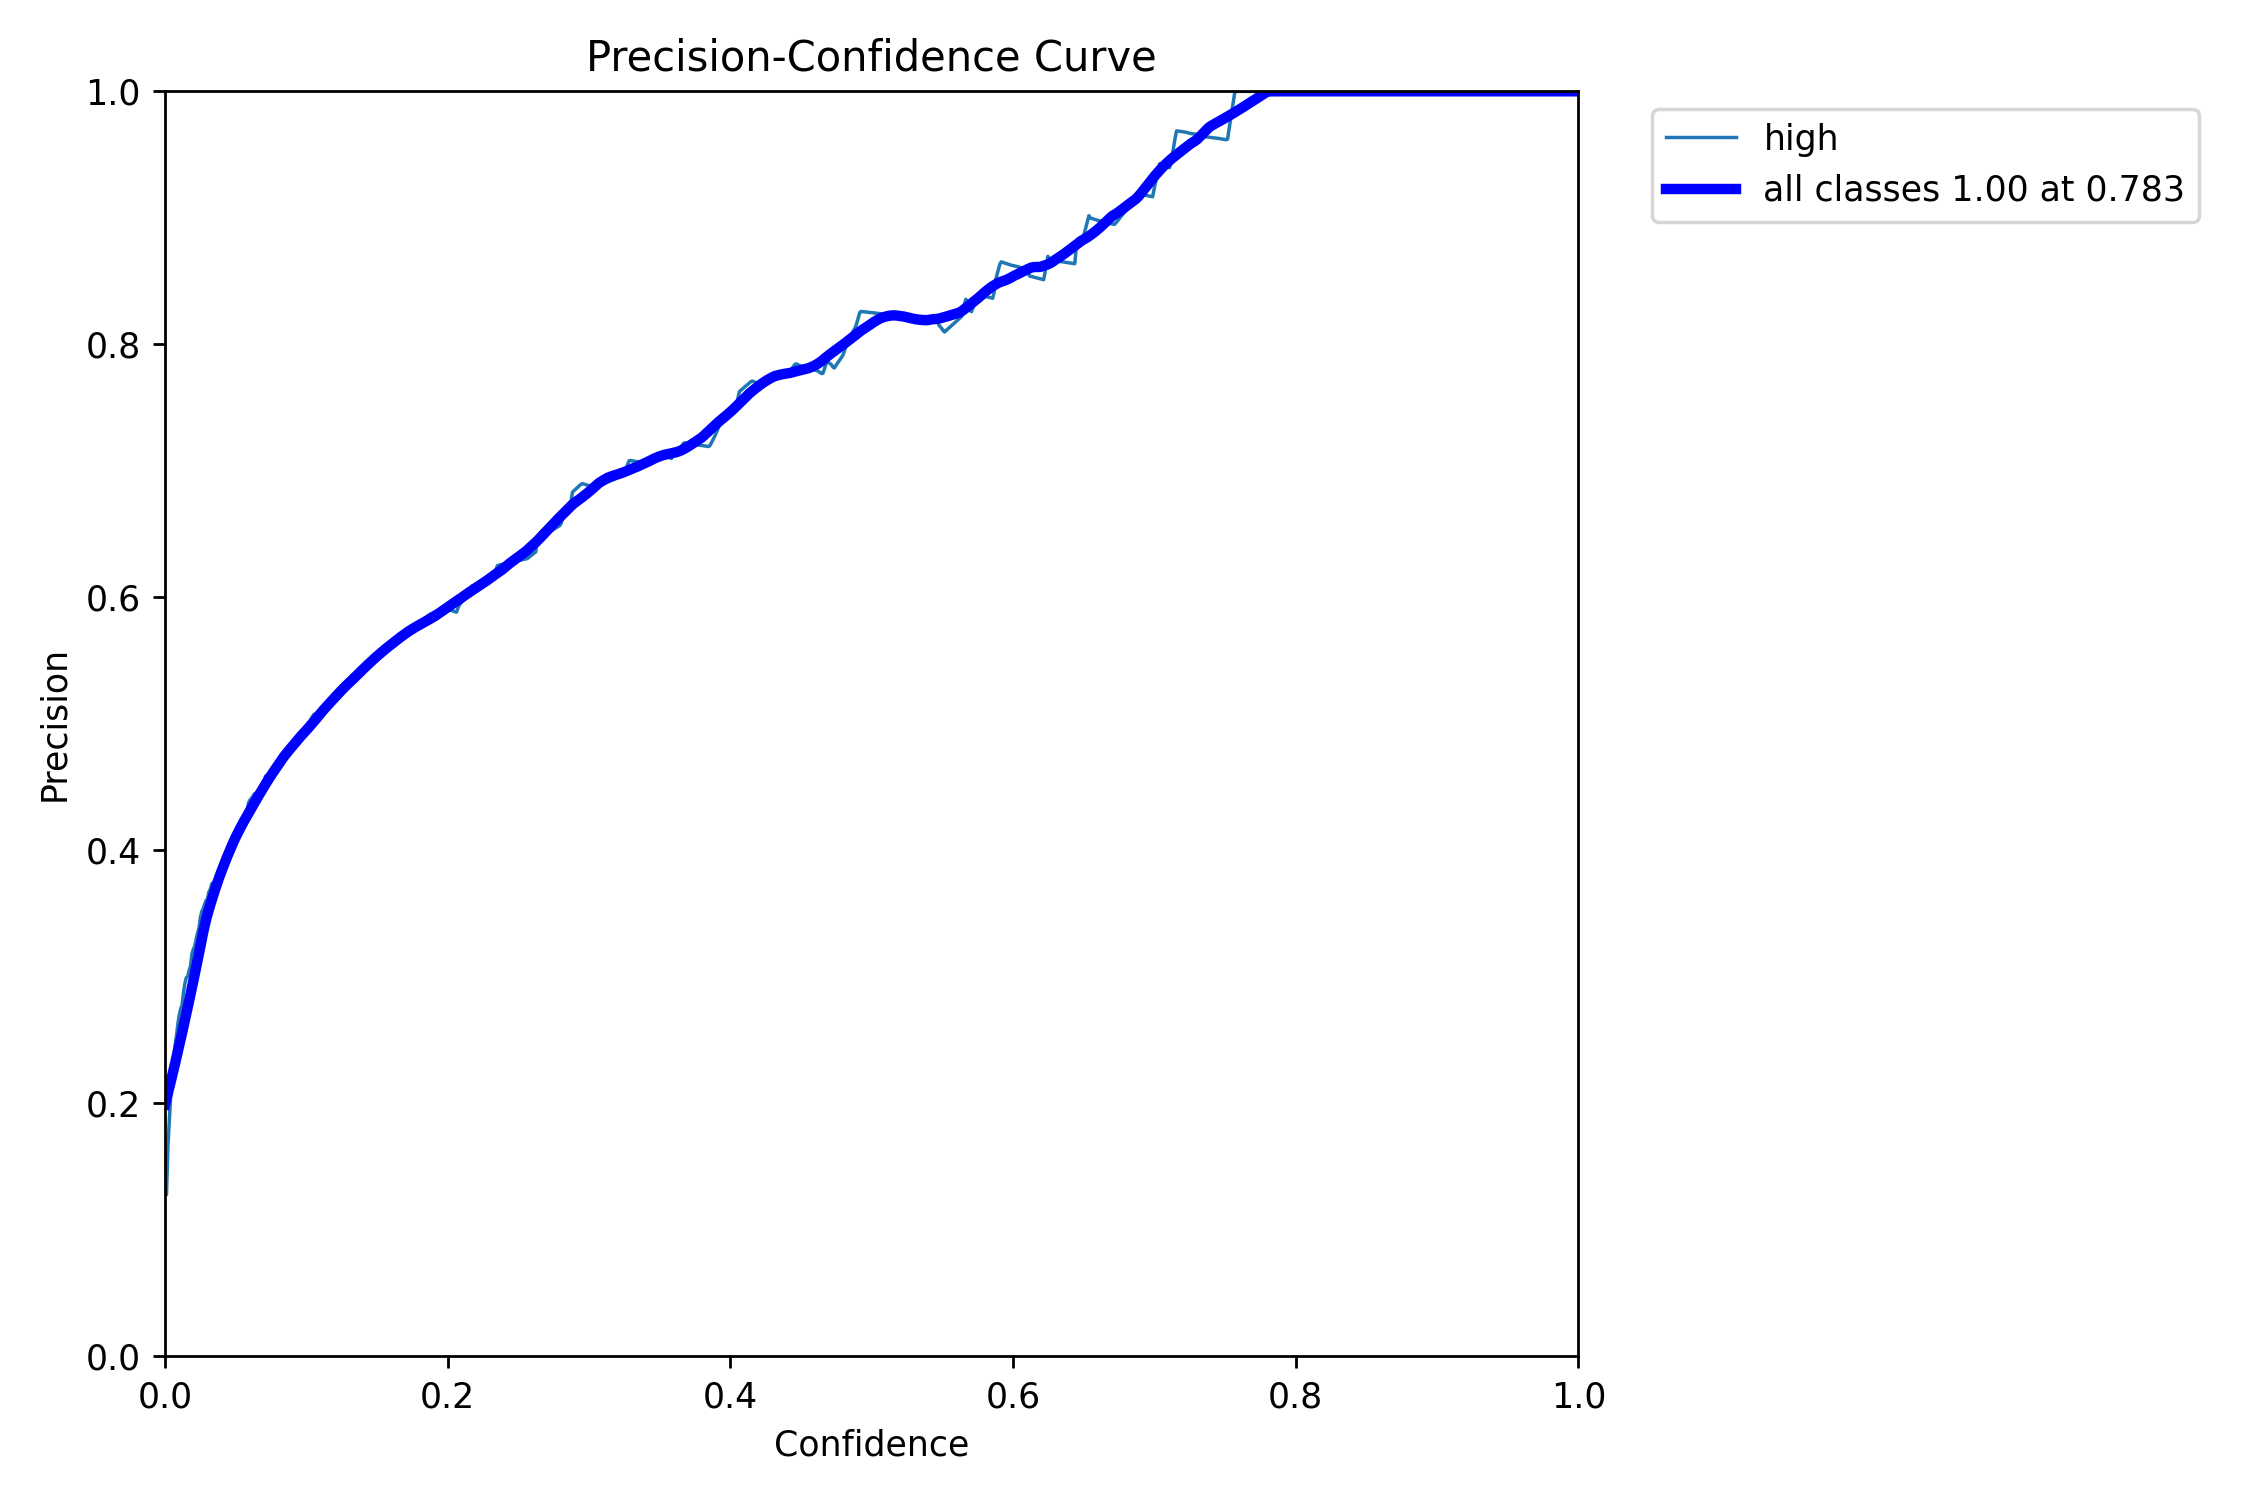 Precision-Confidence Curve
high
all classes 1.00 at 0.783
1.0
0.8
0.6
0.4
0.2
0.0
Precision
0.0 0.2 0.4 0.6 0.8 1.0
Confidence